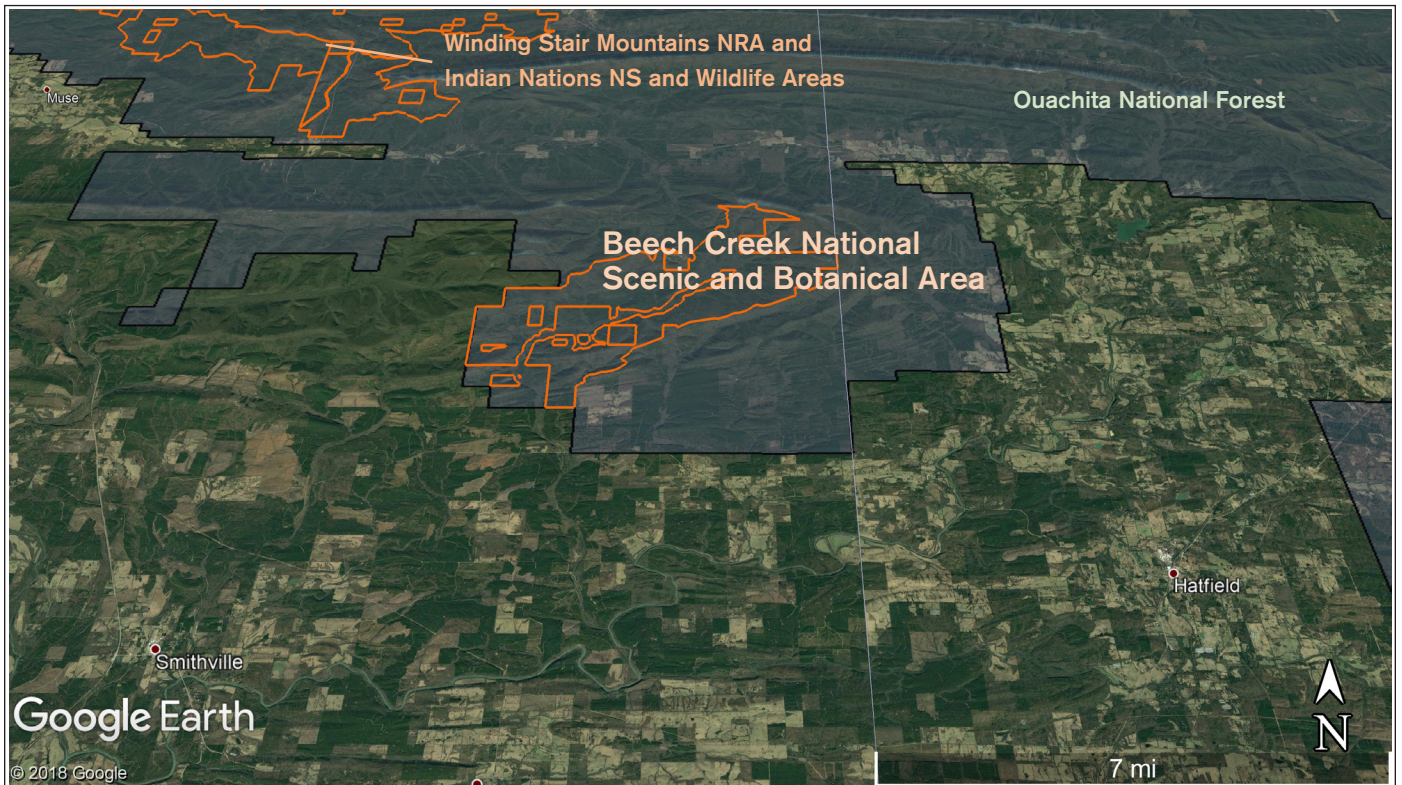 Winding Stair Mountains NRA and
Indian Nations NS and Wildlife Areas
Muse
Ouachita National Forest
Beech Creek National
Scenic and Botanical Area
Hatfield
Smithville
Google Earth
N
© 2018 Google
7 mi